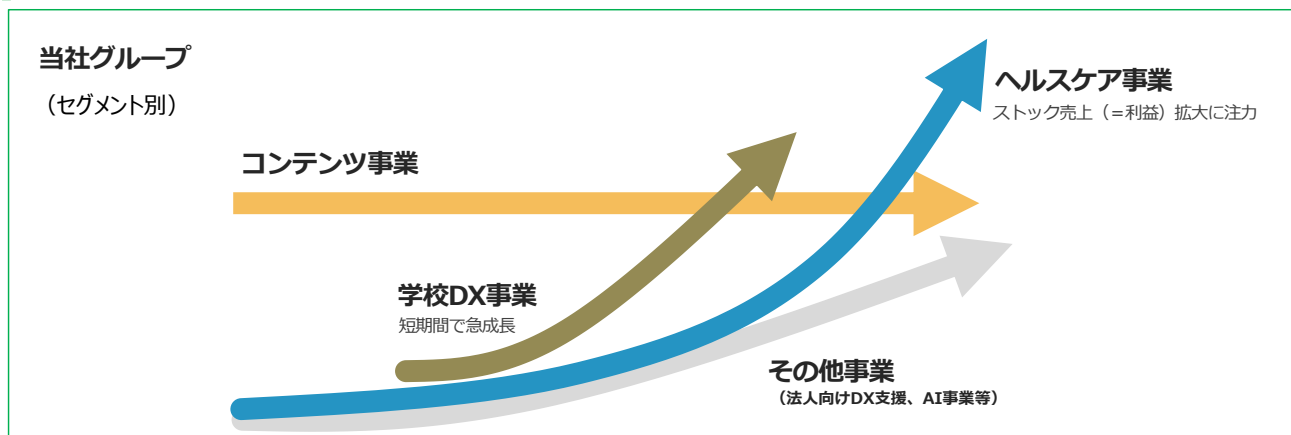 当社グループ
（セグメント別）
ヘルスケア事業
ストック売上（＝利益）拡大に注力
コンテンツ事業
学校DX事業
短期間で急成長
その他事業
（法人向けDX支援、AI事業等）